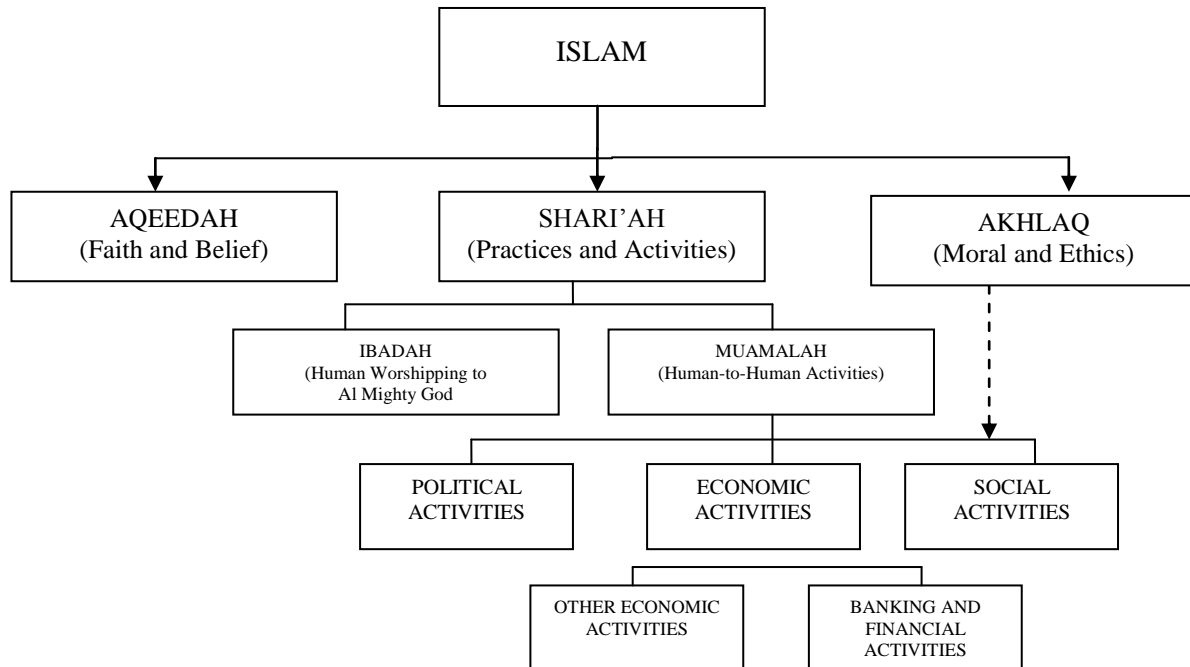 ISLAM
AQEEDAH
(Faith and Belief)
SHARI’AH
(Practices and Activities)
AKHLAQ
(Moral and Ethics)
IBADAH
(Human Worshipping to
Al Mighty God
MUAMALAH
(Human-to-Human Activities)
POLITICAL
ACTIVITIES
ECONOMIC
ACTIVITIES
SOCIAL
ACTIVITIES
OTHER ECONOMIC
ACTIVITIES
BANKING AND
FINANCIAL
ACTIVITIES